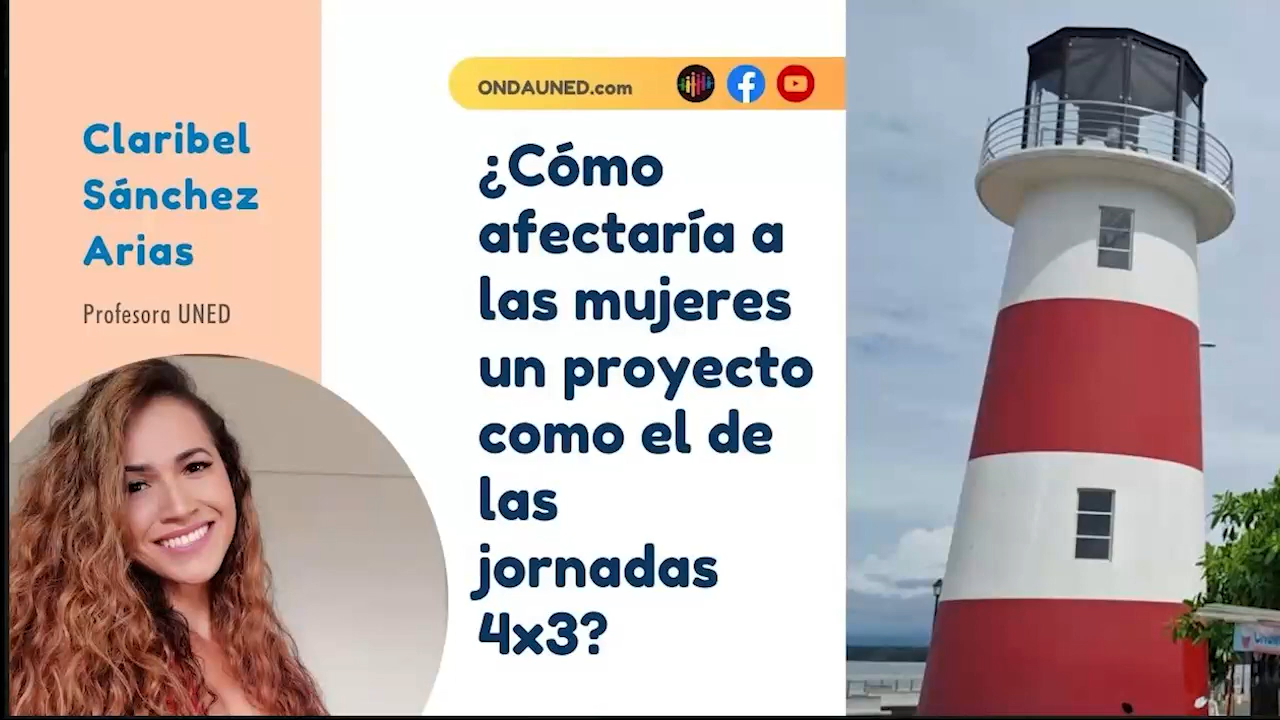 Claribel
Sánchez
Arias
Profesora UNED
ONDAUNED.com
¿Cómo
afectaría a
las mujeres
un proyecto
como el de
las
jornadas
4x3?